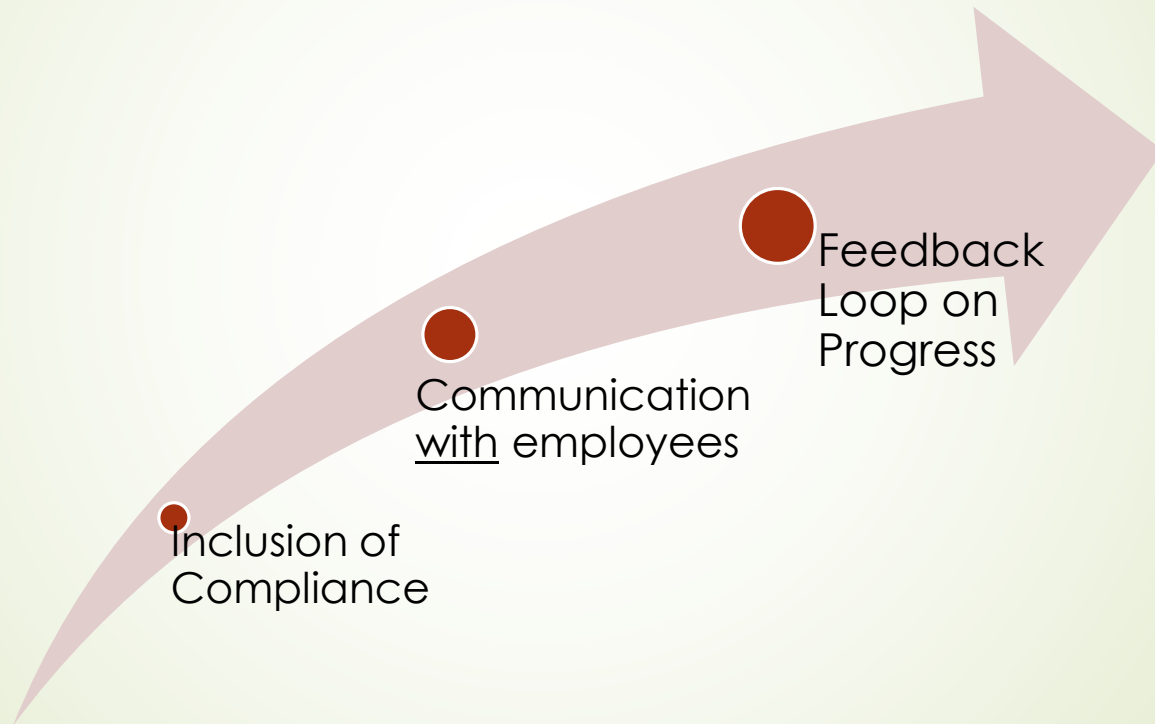 Inclusion of
Compliance
Communication
with employees
Feedback
Loop on
Progress